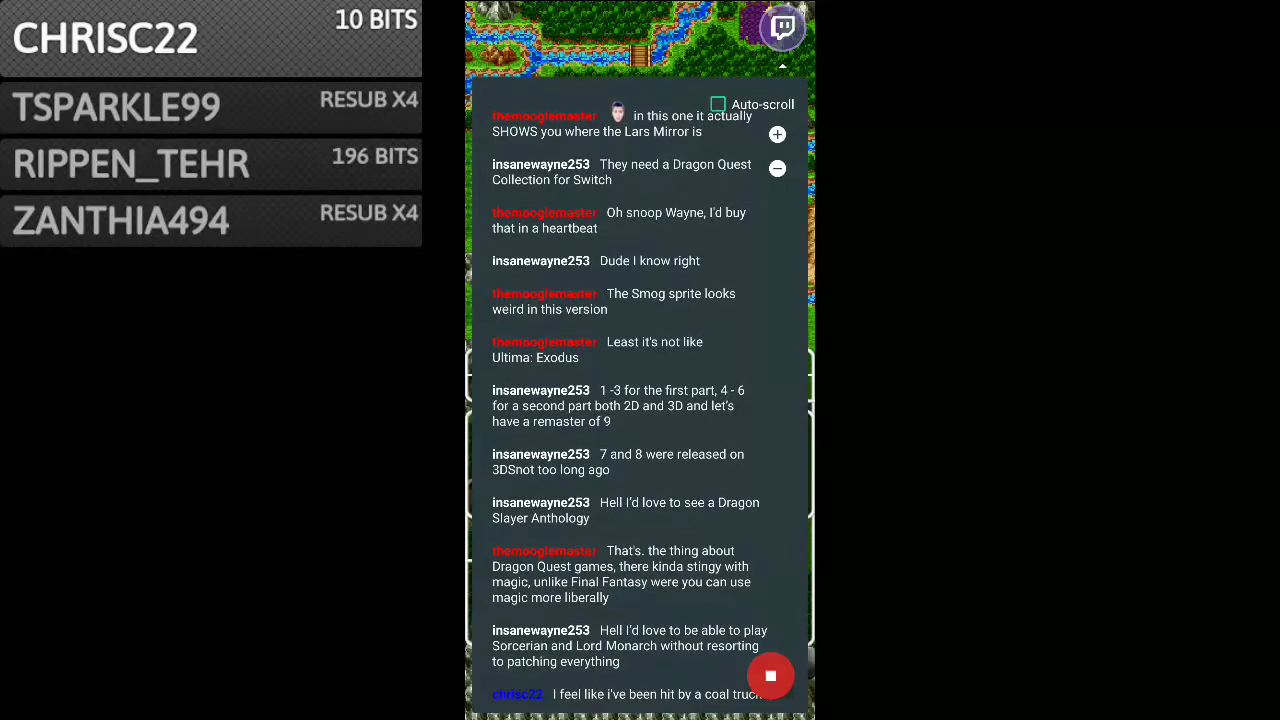 CHRISC22
10 BITS
TSPARKLE99
RESUB X4
RIPPEN_TEHR
196 BITS
ZANTHIA494
RESUB X4
Auto-scroll
themooglemaster in this one it actually
SHOWS you where the Lars Mirror is
insanewayne253 They need a Dragon Quest
Collection for Switch
themooglemaster Oh snoop Wayne, I'd buy
that in a heartbeat
insanewayne253 Dude I know right
themooglemaster The Smog sprite looks
weird in this version
themooglemaster Least it's not like
Ultima: Exodus
insanewayne253 1 -3 for the first part, 4 - 6
for a second part both 2D and 3D and let's
have a remaster of 9
insanewayne253 7 and 8 were released on
3DSnot too long ago
insanewayne253 Hell I'd love to see a Dragon
Slayer Anthology
themooglemaster That's. the thing about
Dragon Quest games, there kinda stingy with
magic, unlike Final Fantasy were you can use
magic more liberally
insanewayne253 Hell I'd love to be able to play
Sorcerian and Lord Monarch without resorting
to patching everything
chrisc22 I feel like i've been hit by a coal truck